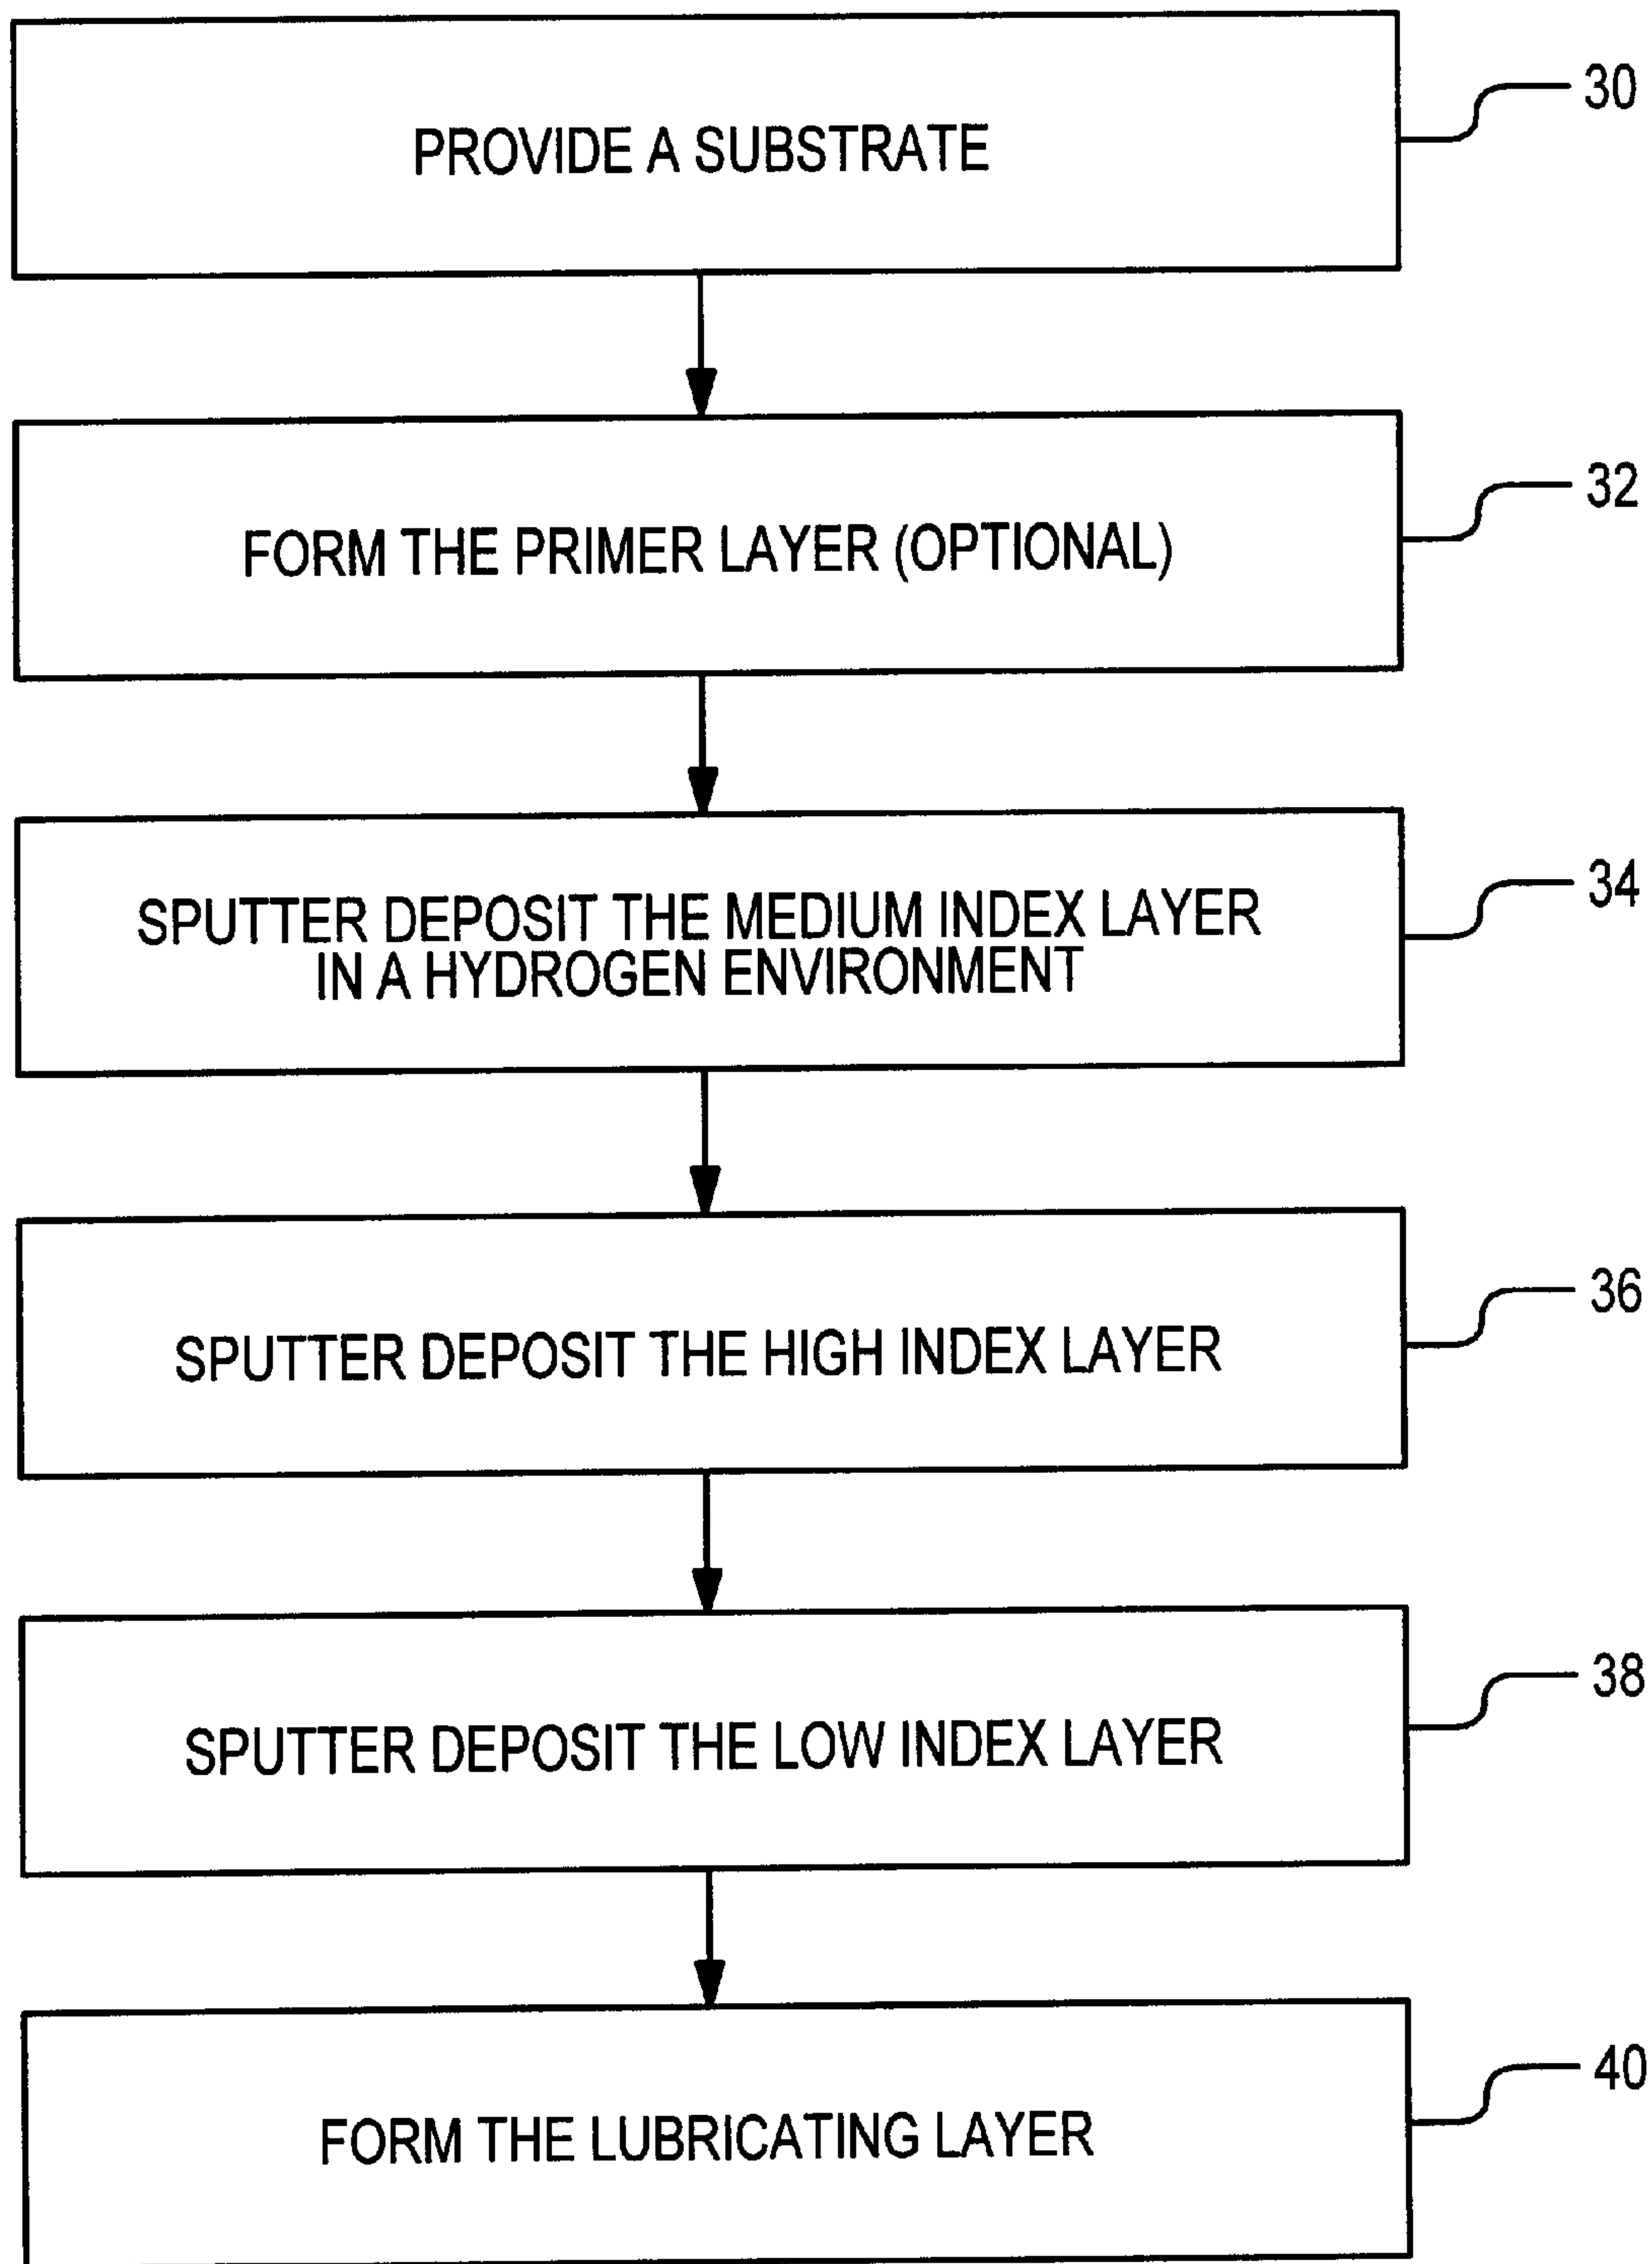 PROVIDE A SUBSTRATE
30
FORM THE PRIMER LAYER (OPTIONAL)
32
SPUTTER DEPOSIT THE MEDIUM INDEX LAYER
IN A HYDROGEN ENVIRONMENT
34
SPUTTER DEPOSIT THE HIGH INDEX LAYER
36
SPUTTER DEPOSIT THE LOW INDEX LAYER
38
FORM THE LUBRICATING LAYER
40